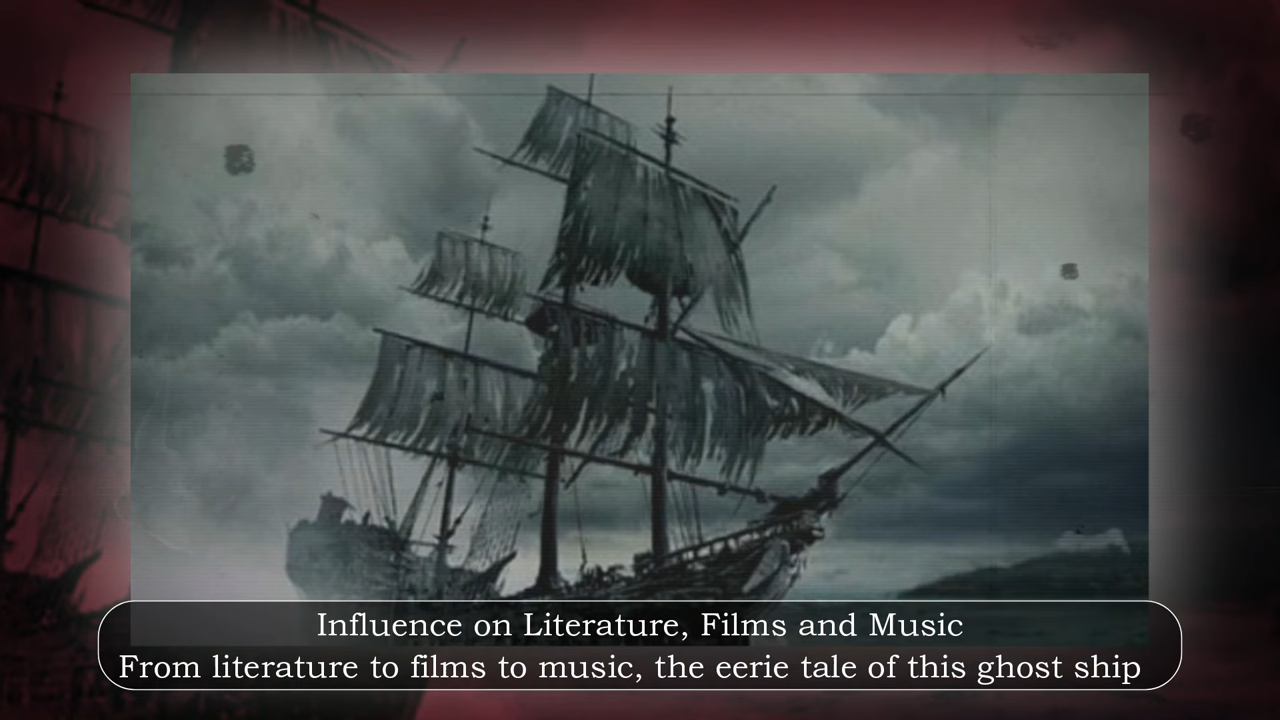 Influence on Literature, Films and Music
From literature to films to music, the eerie tale of this ghost ship